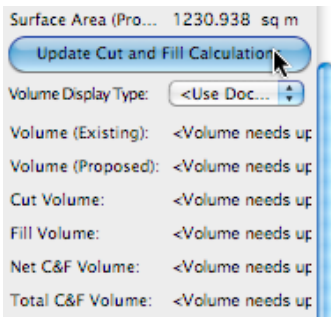 Surface Area (Pro... 1230.938 sq m
Update Cut and Fill Calculation
Volume Display Type: <Use Doc...
Volume (Existing): <Volume needs up
Volume (Proposed): <Volume needs up
Cut Volume: <Volume needs up
Fill Volume: <Volume needs up
Net C&F Volume: <Volume needs up
Total C&F Volume: <Volume needs up